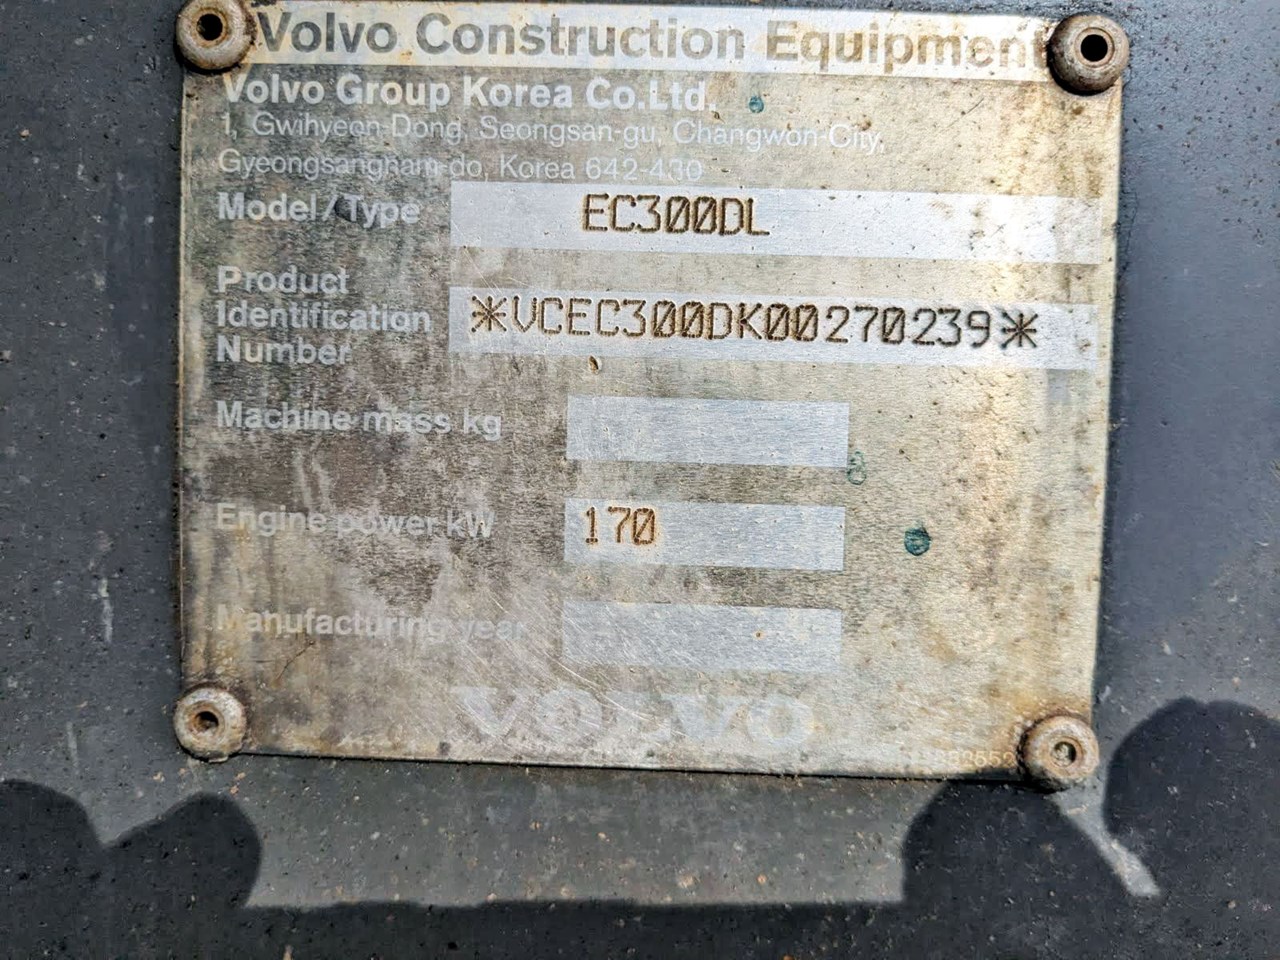 Volvo Construction Equipment
Volvo Group Korea Co.Ltd.
1, Gwihyeon-Dong, Seongsan-gu, Changwon-City,
Gyeongsangnam-do, Korea 642-430
Model/Type EC300DL
Product
Identification
Number
*VCEC300DK00270239*
Machine mass kg
Engine power kW 170
Manufacturing year
VOLVO